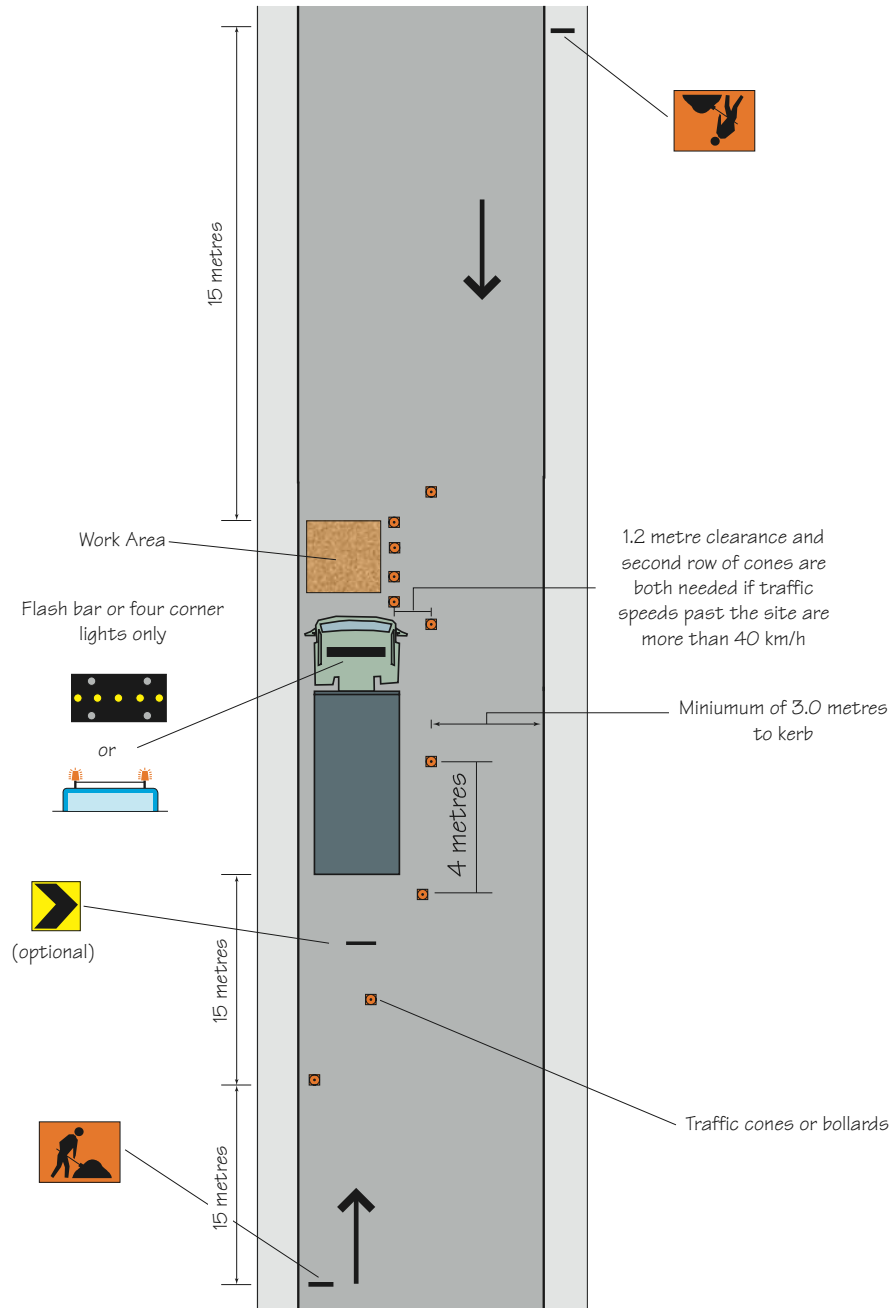 15 metres
Work Area
1.2 metre clearance and
second row of cones are
both needed if traffic
speeds past the site are
more than 40 km/h
Flash bar or four corner
lights only
or
Miniumum of 3.0 metres
to kerb
4 metres
(optional)
15 metres
Traffic cones or bollards
15 metres